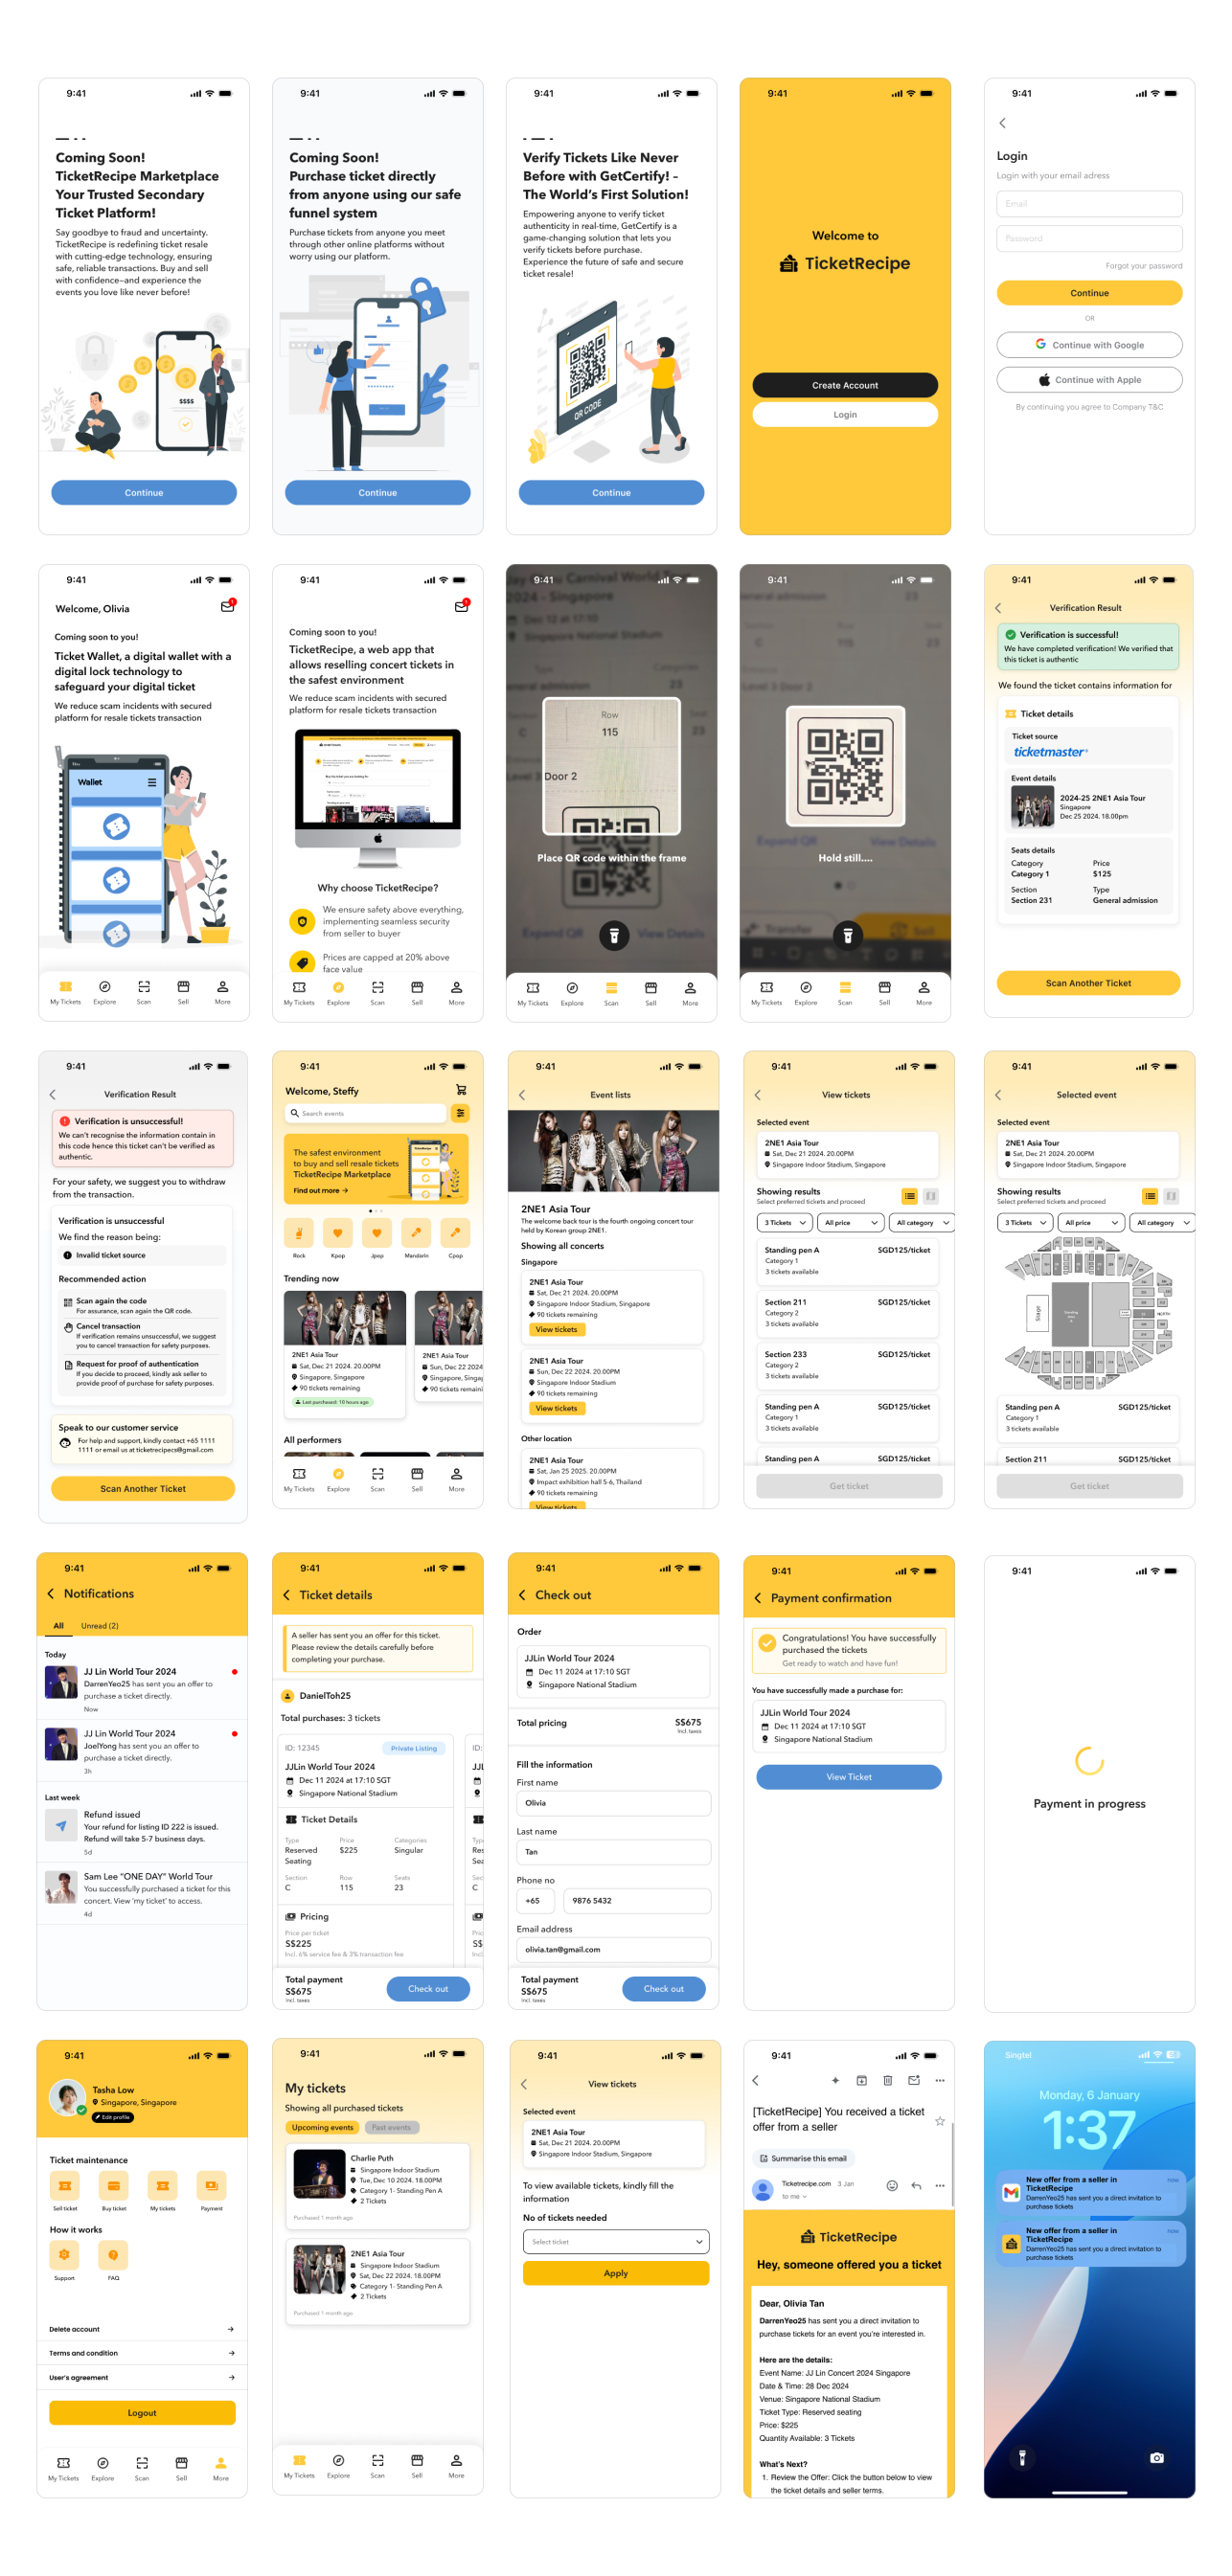 9:41
Coming Soon!
TicketRecipe Marketplace
Your Trusted Secondary
Ticket Platform!
Say goodbye to fraud and uncertainty.
TicketRecipe is redefining ticket resale
with cutting-edge technology, ensuring
safe, reliable transactions. Buy and sell
with confidence—and experience the
events you love like never before!
$$$$
Continue
9:41
Coming Soon!
Purchase ticket directly
from anyone using our safe
funnel system
Purchase tickets from anyone you meet
through other online platforms without
worry using our platform.
Continue
9:41
Verify Tickets Like Never
Before with GetCertify! –
The World's First Solution!
Empowering anyone to verify ticket
authenticity in real-time, GetCertify is a
game-changing solution that lets you
verify tickets before purchase.
Experience the future of safe and secure
ticket resale!
QR CODE
Continue
9:41
Welcome to
TicketRecipe
Create Account
Login
9:41
Login
Login with your email adress
Email
Password
Forgot your password
Continue
OR
Continue with Google
Continue with Apple
By continuing you agree to Company T&C
9:41
Welcome, Olivia
Coming soon to you!
Ticket Wallet, a digital wallet with a
digital lock technology to
safeguard your digital ticket
We reduce scam incidents with secured
platform for resale tickets transaction
Wallet
My Tickets Explore Scan Sell More
9:41
Coming soon to you!
TicketRecipe, a web app that
allows reselling concert tickets in
the safest environment
We reduce scam incidents with secured
platform for resale tickets transaction
Why choose TicketRecipe?
We ensure safety above everything,
implementing seamless security
from seller to buyer
Prices are capped at 20% above
face value
My Tickets Explore Scan Sell More
9:41
Carnival World Tour
2024 - Singapore
Dec 12 at 17:10
Singapore National Stadium
Type Categories
general admission 23
Row
C 115 23
Level 3 Door 2
Place QR code within the frame
Expand QR View Details
My Tickets Explore Scan Sell More
9:41
general admission 23
C 115 23
Level 3 Door 2
Expand QR View Details
Hold still....
Transfer Sell
My Tickets Explore Scan Sell More
9:41
Verification Result
Verification is successful!
We have completed verification! We verified that
this ticket is authentic
We found the ticket contains information for
Ticket details
Ticket source
ticketmaster
Event details
2024-25 2NE1 Asia Tour
Singapore
Dec 25 2024. 18.00pm
Seats details
Category Price
Category 1 $125
Section Type
Section 231 General admission
Scan Another Ticket
9:41
Verification Result
Verification is unsuccessful!
We can't recognise the information contain in
this code hence this ticket can't be verified as
authentic.
For your safety, we suggest you to withdraw
from the transaction.
Verification is unsuccessful
We find the reason being:
Invalid ticket source
Recommended action
Scan again the code
For assurance, scan again the QR code.
Cancel transaction
If verification remains unsuccessful, we suggest
you to cancel transaction for safety purposes.
Request for proof of authentication
If you decide to proceed, kindly ask seller to
provide proof of purchase for safety purposes.
Speak to our customer service
For help and support, kindly contact +65 1111
1111 or email us at ticketrecipecs@gmail.com
Scan Another Ticket
9:41
Welcome, Steffy
Search events
The safest environment
to buy and sell resale tickets
TicketRecipe Marketplace
Find out more →
Rock Kpop Jpop Mandarin Cpop
Trending now
2NE1 Asia Tour
Sat, Dec 21 2024. 20.00PM
Singapore, Singapore
90 tickets remaining
Last purchased: 10 hours ago
2NE1 Asia Tour
Sun, Dec 22 2024
Singapore, Singap
90 tickets remaini
All performers
My Tickets Explore Scan Sell More
9:41
Event lists
2NE1 Asia Tour
The welcome back tour is the fourth ongoing concert tour
held by Korean group 2NE1.
Showing all concerts
Singapore
2NE1 Asia Tour
Sat, Dec 21 2024. 20.00PM
Singapore Indoor Stadium, Singapore
90 tickets remaining
View tickets
2NE1 Asia Tour
Sun, Dec 22 2024. 20.00PM
Singapore Indoor Stadium
90 tickets remaining
View tickets
Other location
2NE1 Asia Tour
Sat, Jan 25 2025. 20.00PM
Impact exhibition hall 5-6, Thailand
90 tickets remaining
View tickets
9:41
View tickets
Selected event
2NE1 Asia Tour
Sat, Dec 21 2024. 20.00PM
Singapore Indoor Stadium, Singapore
Showing results
Select preferred tickets and proceed
3 Tickets All price All category
Standing pen A SGD125/ticket
Category 1
3 tickets available
Section 211 SGD125/ticket
Category 2
3 tickets available
Section 233 SGD125/ticket
Category 2
3 tickets available
Standing pen A SGD125/ticket
Category 1
3 tickets available
Standing pen A SGD125/ticket
Get ticket
9:41
Selected event
Selected event
2NE1 Asia Tour
Sat, Dec 21 2024. 20.00PM
Singapore Indoor Stadium, Singapore
Showing results
Select preferred tickets and proceed
3 Tickets All price All category
Stage
NORTH
Standing pen A SGD125/ticket
Category 1
3 tickets available
Section 211 SGD125/ticket
Get ticket
9:41
Notifications
All Unread (2)
Today
JJ Lin World Tour 2024
DarrenYeo25 has sent you an offer to
purchase a ticket directly.
Now
JJ Lin World Tour 2024
JoelYong has sent you an offer to
purchase a ticket directly.
3h
Last week
Refund issued
Your refund for listing ID 222 is issued.
Refund will take 5-7 business days.
5d
Sam Lee "ONE DAY" World Tour
You successfully purchased a ticket for this
concert. View 'my ticket' to access.
4d
9:41
Ticket details
A seller has sent you an offer for this ticket.
Please review the details carefully before
completing your purchase.
DanielToh25
Total purchases: 3 tickets
ID: 12345 Private Listing
JJLin World Tour 2024
Dec 11 2024 at 17:10 SGT
Singapore National Stadium
Ticket Details
Type Price Categories
Reserved Seating $225 Singular
Section Row Seats
C 115 23
Pricing
Price per ticket
S$225
Incl. 6% service fee & 3% transaction fee
ID:
JJL
Total payment
S$675
Incl. taxes
Check out
9:41
Check out
Order
JJLin World Tour 2024
Dec 11 2024 at 17:10 SGT
Singapore National Stadium
Total pricing S$675
Incl. taxes
Fill the information
First name
Olivia
Last name
Tan
Phone no
+65 9876 5432
Email address
olivia.tan@gmail.com
Total payment
S$675
Incl. taxes
Check out
9:41
Payment confirmation
Congratulations! You have successfully
purchased the tickets
Get ready to watch and have fun!
You have successfully made a purchase for:
JJLin World Tour 2024
Dec 11 2024 at 17:10 SGT
Singapore National Stadium
View Ticket
9:41
Payment in progress
9:41
Tasha Low
Singapore, Singapore
Edit profile
Ticket maintenance
Sell ticket Buy ticket My tickets Payment
How it works
Support FAQ
Delete account
Terms and condition
User's agreement
Logout
My Tickets Explore Scan Sell More
9:41
My tickets
Showing all purchased tickets
Upcoming events Past events
Charlie Puth
Singapore Indoor Stadium
Tue, Dec 10 2024. 18.00PM
Category 1- Standing Pen A
2 Tickets
Purchased 1 month ago
2NE1 Asia Tour
Singapore Indoor Stadium
Sat, Dec 22 2024. 18.00PM
Category 1- Standing Pen A
2 Tickets
Purchased 1 month ago
My Tickets Explore Scan Sell More
9:41
View tickets
Selected event
2NE1 Asia Tour
Sat, Dec 21 2024. 20.00PM
Singapore Indoor Stadium, Singapore
To view available tickets, kindly fill the
information
No of tickets needed
Select ticket
Apply
9:41
[TicketRecipe] You received a ticket
offer from a seller
Summarise this email
Ticketrecipe.com 3 Jan
to me
TicketRecipe
Hey, someone offered you a ticket
Dear, Olivia Tan
DarrenYeo25 has sent you a direct invitation to
purchase tickets for an event you're interested in.
Here are the details:
Event Name: JJ Lin Concert 2024 Singapore
Date & Time: 28 Dec 2024
Venue: Singapore National Stadium
Ticket Type: Reserved seating
Price: $225
Quantity Available: 3 Tickets
What's Next?
1. Review the Offer: Click the button below to view
the ticket details and seller terms.
Singtel
Monday, 6 January
1:37
New offer from a seller in now
TicketRecipe
DarrenYeo25 has sent you a direct invitation to
purchase tickets
New offer from a seller in now
TicketRecipe
DarrenYeo25 has sent you a direct invitation to
purchase tickets